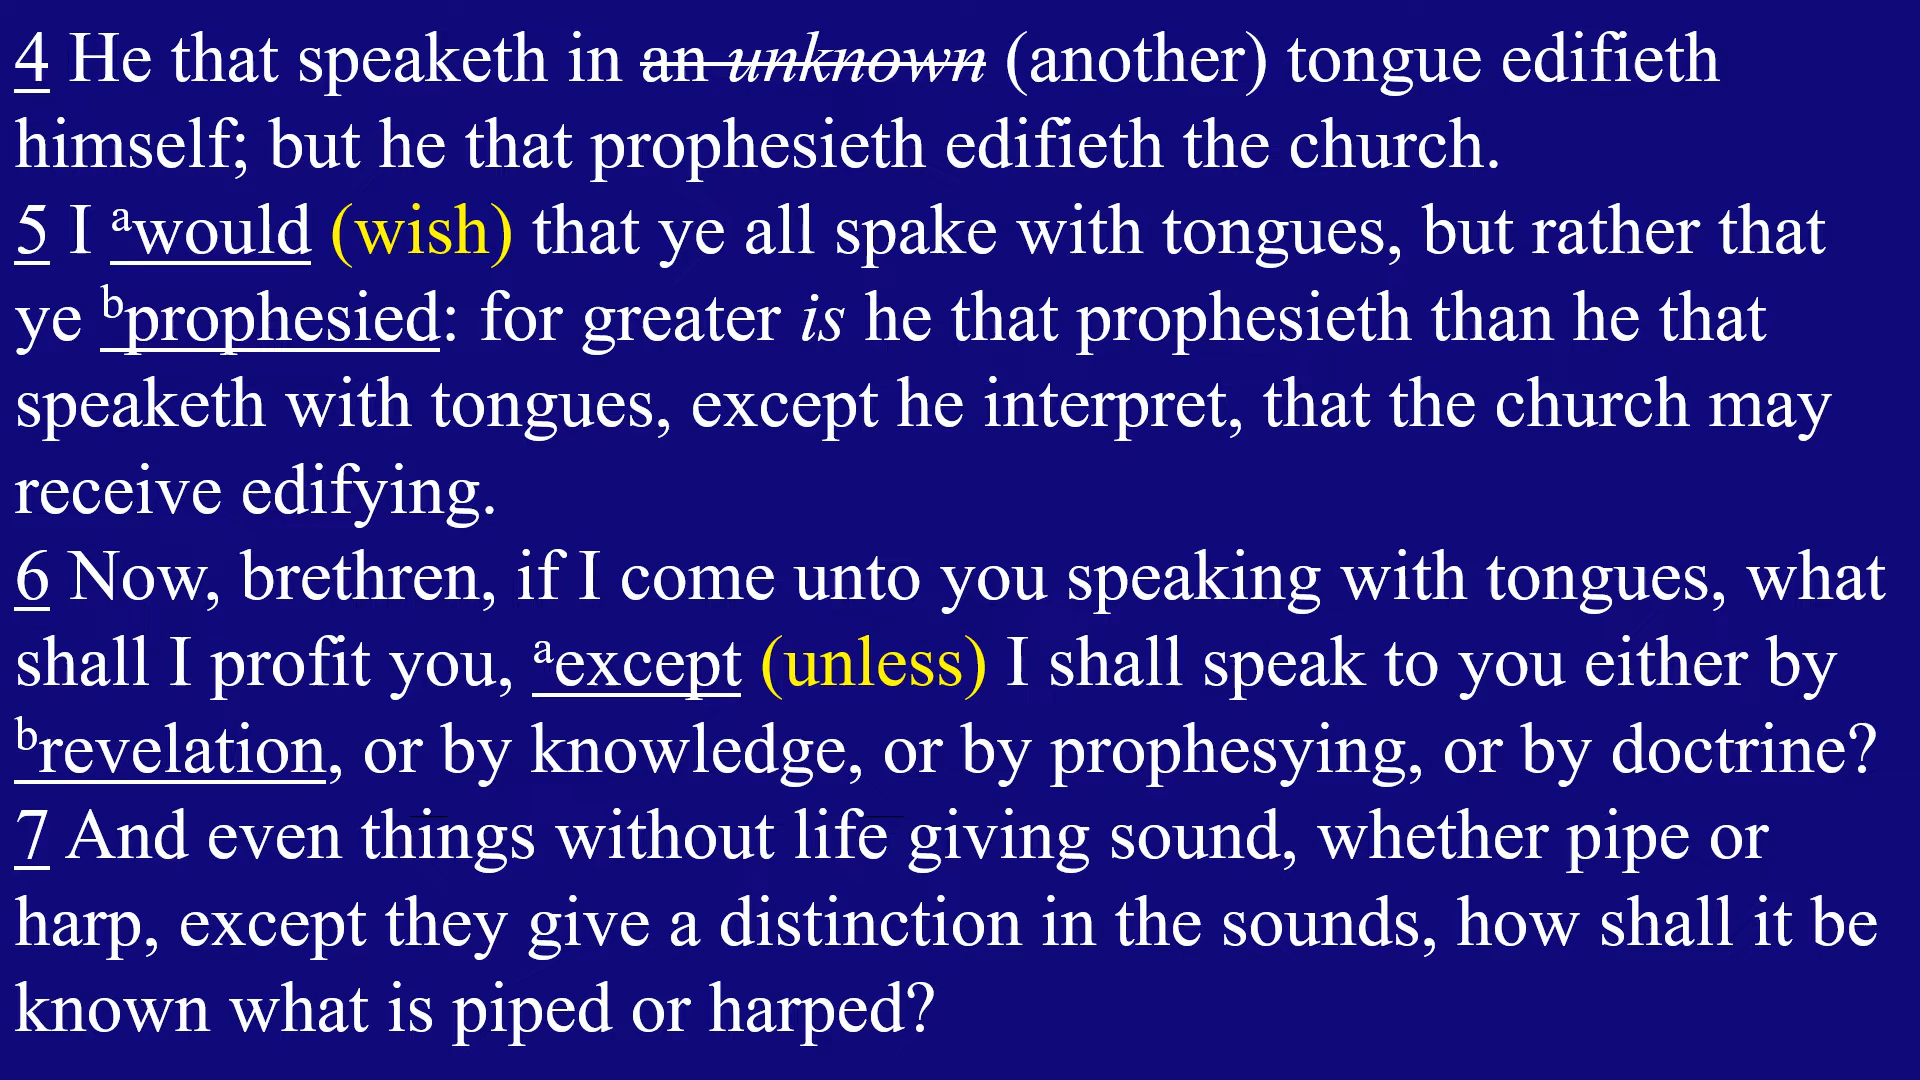 4 He that speaketh in an unknown (another) tongue edifieth
himself; but he that prophesieth edifieth the church.
5 I awould (wish) that ye all spake with tongues, but rather that
ye bprophesied: for greater is he that prophesieth than he that
speaketh with tongues, except he interpret, that the church may
receive edifying.
6 Now, brethren, if I come unto you speaking with tongues, what
shall I profit you, aexcept (unless) I shall speak to you either by
brevelation, or by knowledge, or by prophesying, or by doctrine?
7 And even things without life giving sound, whether pipe or
harp, except they give a distinction in the sounds, how shall it be
known what is piped or harped?